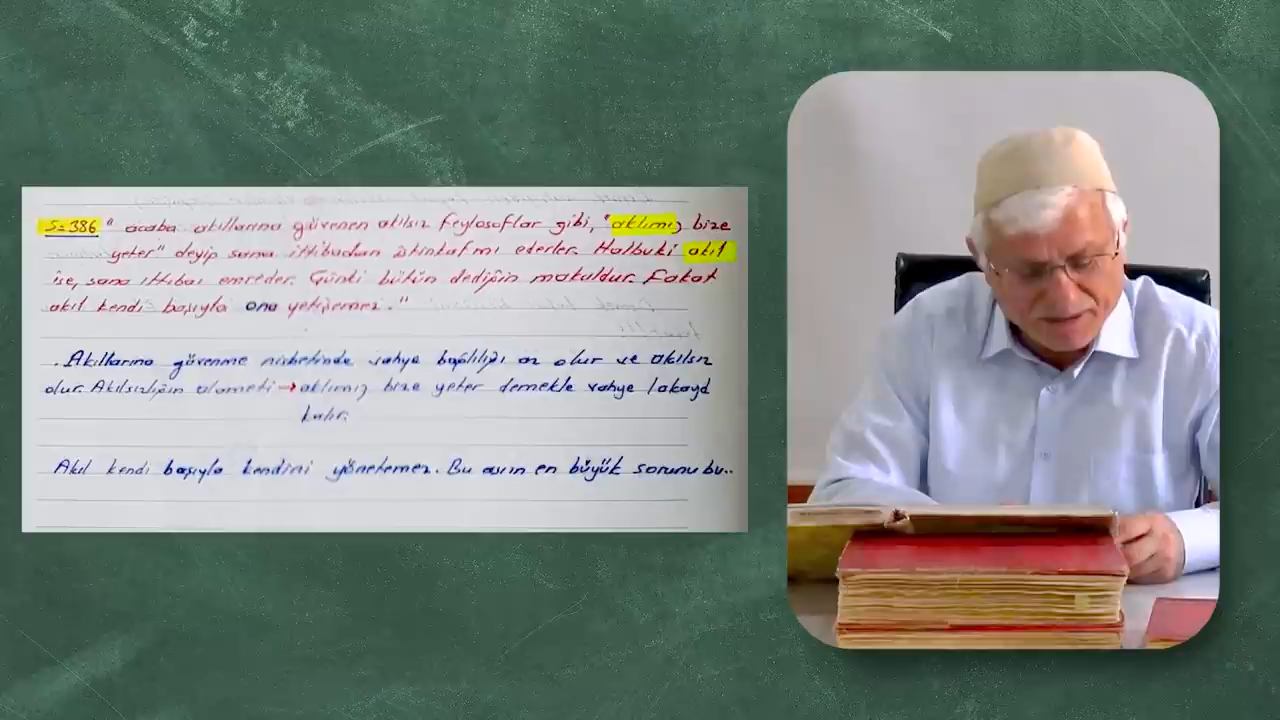 S=386 " acaba akıllarına güvenen akılsız feylosoflar gibi, "aklımız bize
yeter" deyip sana ittibadan istinkaf mı ederler. Halbuki akıl
ise, sana ittibaı emreder. Çünki bütün dediğin makuldur. Fakat
akıl kendi başıyla ona yetişemez."
. Akıllarına güvenme nisbetinde vahye bağlılığı az olur ve akılsız
olur. Akılsızlığın alameti → aklımız bize yeter demekle vahye lakayd
kalır.
Akıl kendi başıyla kendini yönetemez. Bu asrın en büyük sorunu bu..